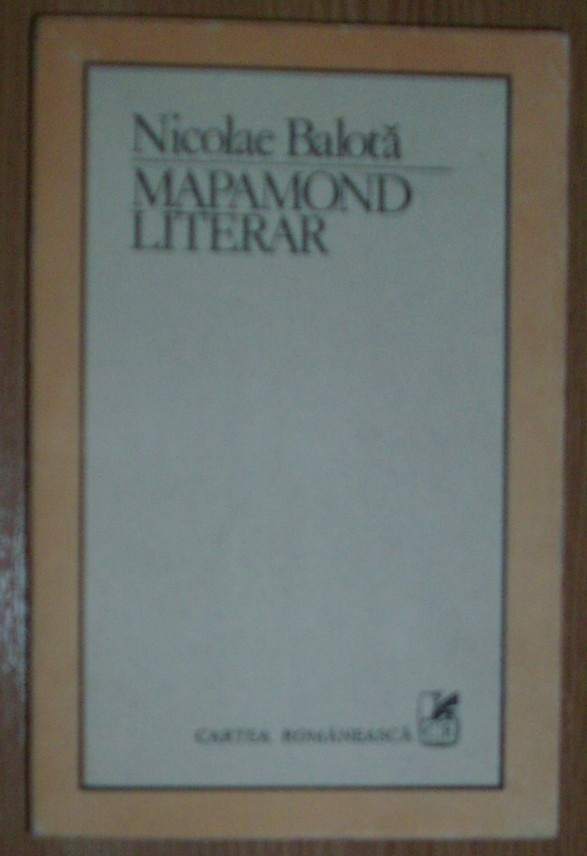 Nicolae Balotă
MAPAMOND
LITERAR
CARTEA ROMÂNEASCĂ